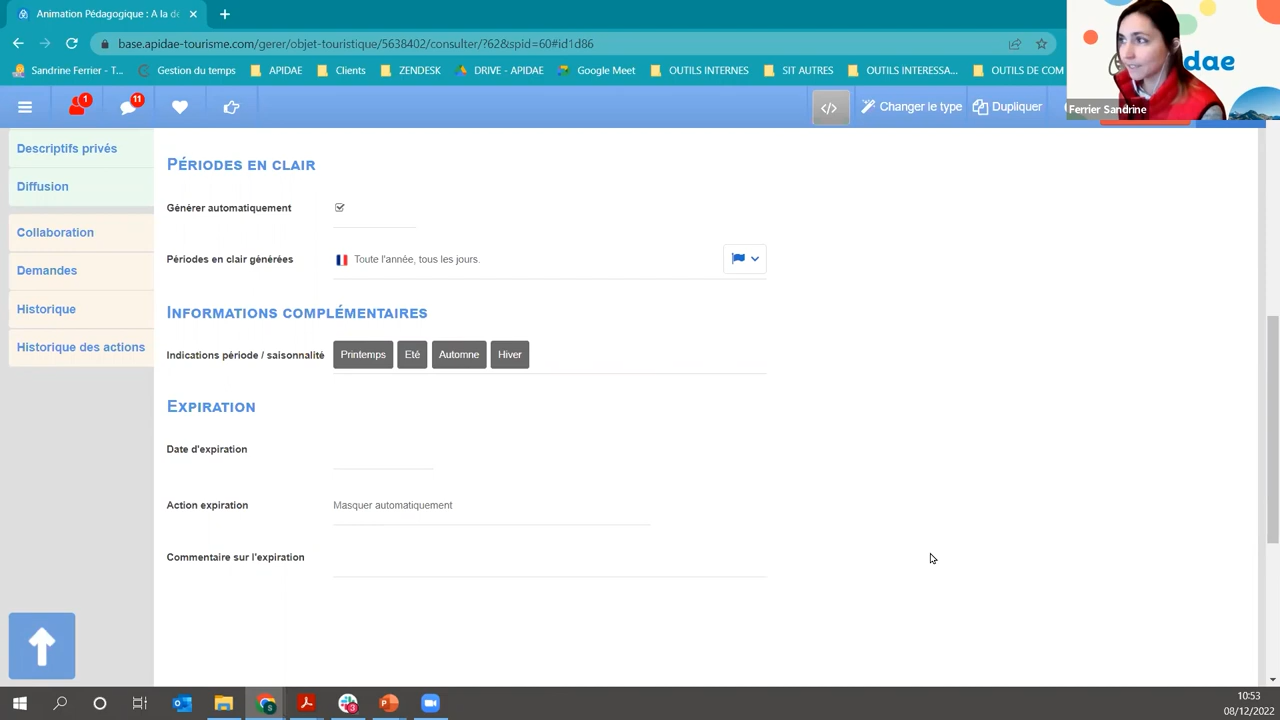 Animation Pédagogique : A la dé
base.apidae-tourisme.com/gerer/objet-touristique/5638402/consulter/?62&spid=60#id1d86
Sandrine Ferrier - T... Gestion du temps APIDAE Clients ZENDESK DRIVE - APIDAE Google Meet OUTILS INTERNES SIT AUTRES OUTILS INTERESSA... OUTILS DE COM
dae
Ferrier Sandrine
1 11 </> Changer le type Dupliquer
Descriptifs privés
Diffusion
Collaboration
Demandes
Historique
Historique des actions
Périodes en clair
Générer automatiquement
Périodes en clair générées Toute l'année, tous les jours.
Informations complémentaires
Indications période / saisonnalité Printemps Eté Automne Hiver
Expiration
Date d'expiration
Action expiration Masquer automatiquement
Commentaire sur l'expiration
3
10:53
08/12/2022